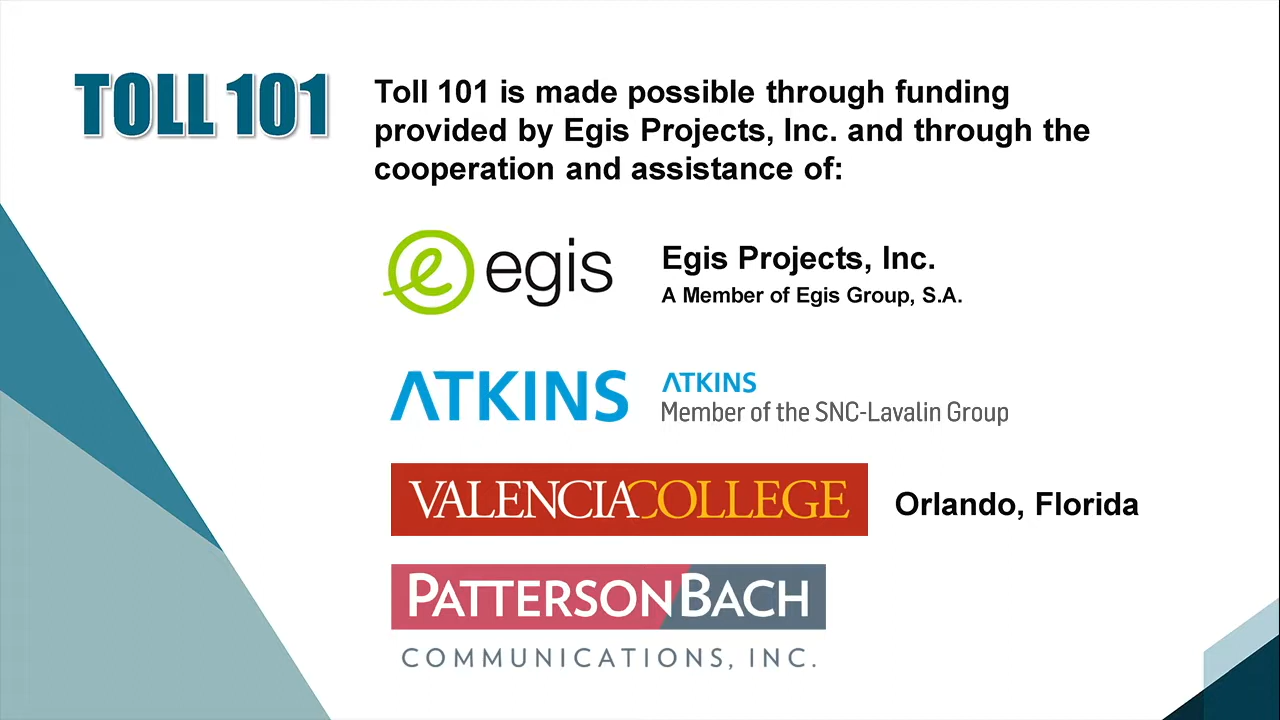 TOLL 101
Toll 101 is made possible through funding
provided by Egis Projects, Inc. and through the
cooperation and assistance of:
e egis
Egis Projects, Inc.
A Member of Egis Group, S.A.
ATKINS
ATKINS
Member of the SNC-Lavalin Group
VALENCIACOLLEGE
Orlando, Florida
PATTERSONBACH
COMMUNICATIONS, INC.